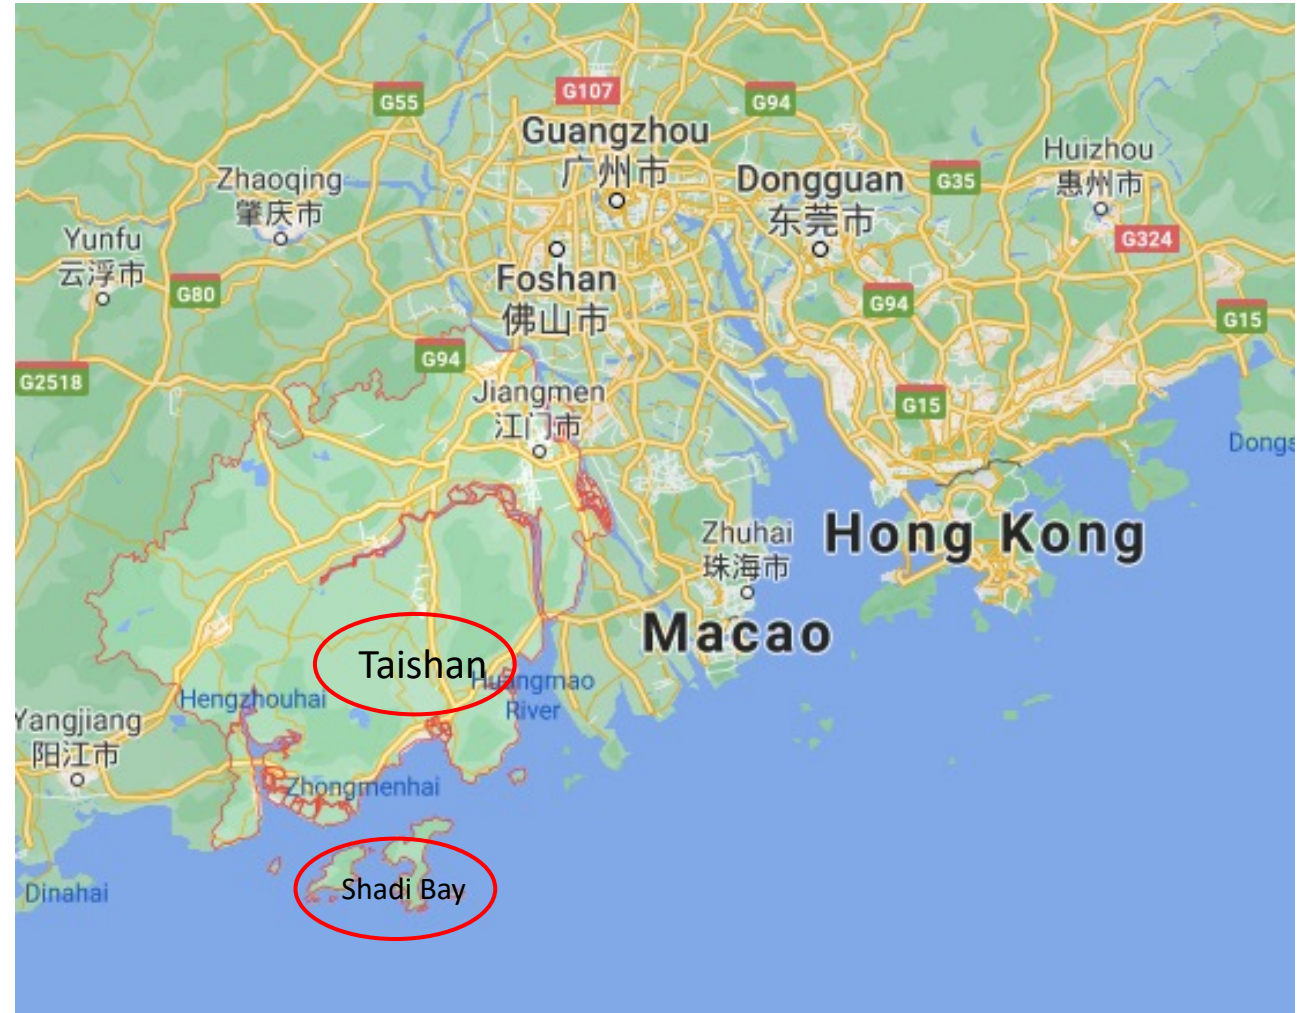 G107
G55
G94
Guangzhou
广州市
Huizhou
惠州市
Zhaoqing
肇庆市
Dongguan
东莞市
G35
Yunfu
云浮市
G324
Foshan
佛山市
G80
G94
G15
G94
G2518
Jiangmen
江门市
G15
Dongs
Zhuhai
珠海市
Hong Kong
Macao
Taishan
Huangmao
River
Hengzhouhai
Yangjiang
阳江市
Zhongmenhai
Shadi Bay
Dinahai